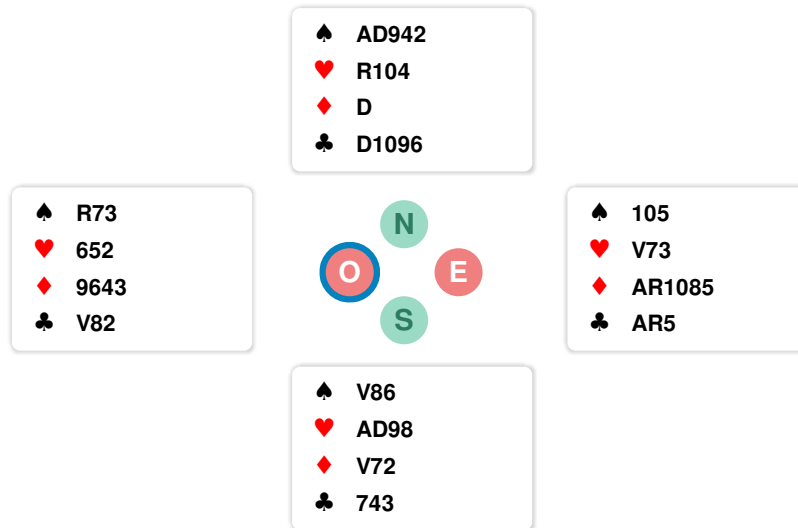 ♠ AD942
♥ R104
♦ D
♣ D1096
♠ R73
♥ 652
♦ 9643
♣ V82
N
O E
S
♠ 105
♥ V73
♦ AR1085
♣ AR5
♠ V86
♥ AD98
♦ V72
♣ 743